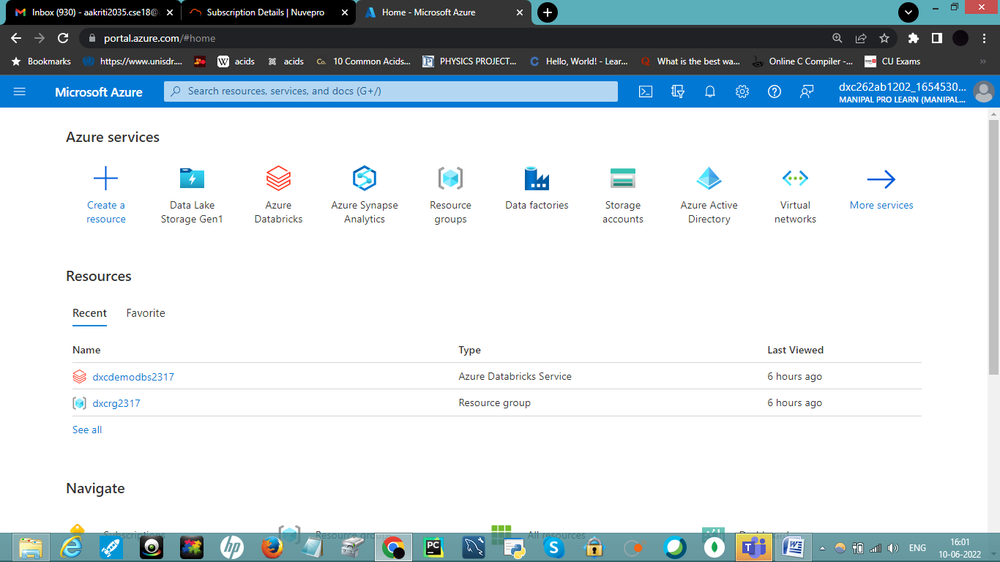 Inbox (930) - aakriti2035.cse18@
Subscription Details | Nuvepro
Home - Microsoft Azure
portal.azure.com/#home
Bookmarks
https://www.unisdr....
acids
acids
Co.
10 Common Acids...
PHYSICS PROJECT...
Hello, World! - Lear...
What is the best wa...
Online C Compiler -...
CU Exams
»
Microsoft Azure
Search resources, services, and docs (G+/)
dxc262ab1202_1654530...
MANIPAL PRO LEARN (MANIPAL...
Azure services
Create a
resource
Data Lake
Storage Gen1
Azure
Databricks
Azure Synapse
Analytics
Resource
groups
Data factories
Storage
accounts
Azure Active
Directory
Virtual
networks
More services
Resources
Recent
Favorite
Name
Type
Last Viewed
dxcdemodbs2317
Azure Databricks Service
6 hours ago
dxcrg2317
Resource group
6 hours ago
See all
Navigate
Subscriptions
Resource groups
All resources
Dashboard
ENG
16:01
10-06-2022